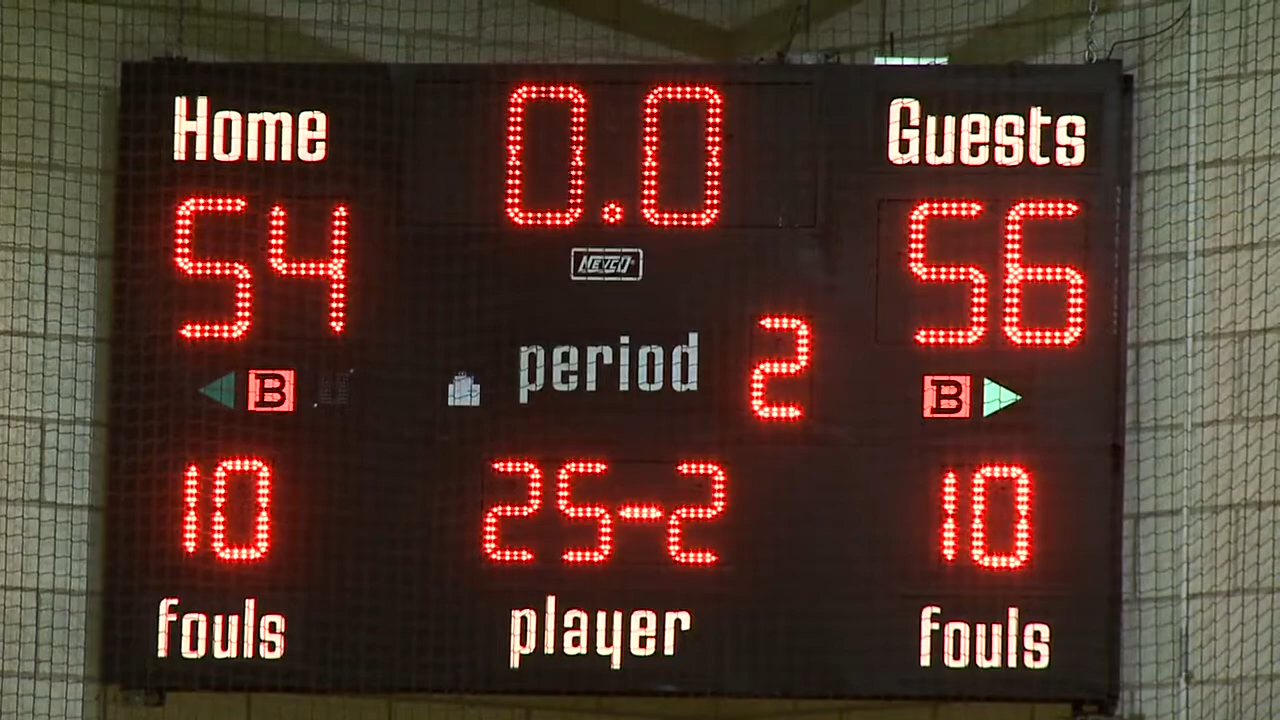 Home 0.0 Guests
54 56
NEVCO
period 2
B B
10 25-2 10
fouls player fouls